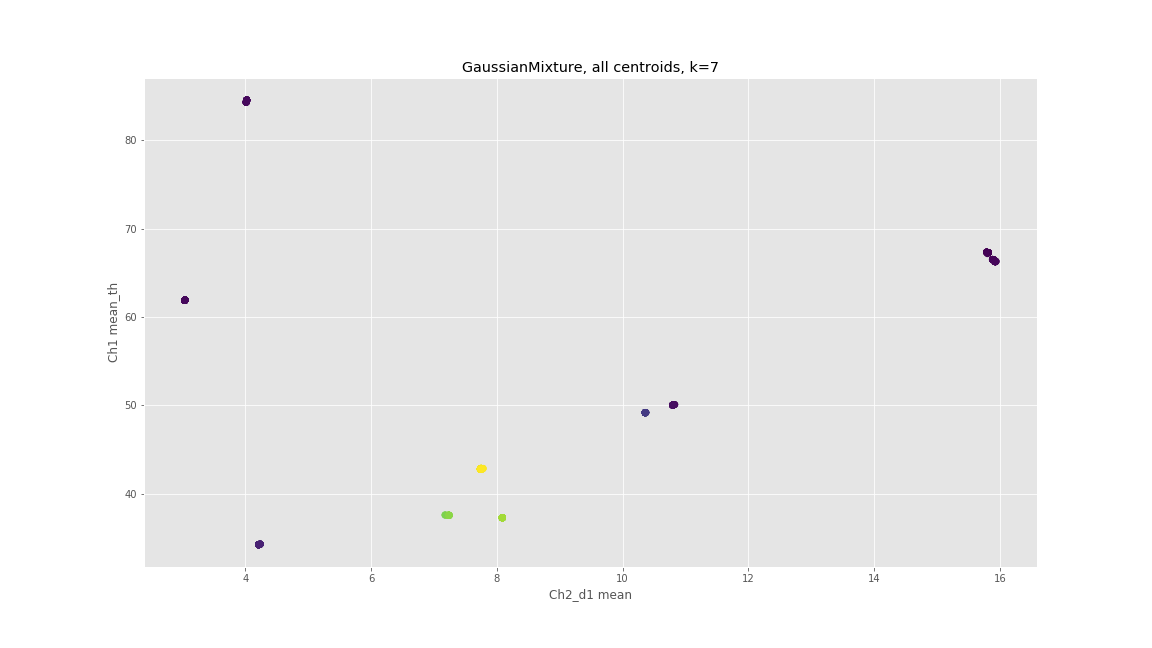 GaussianMixture, all centroids, k=7
80
70
60
50
40
Ch1 mean_th
4 6 8 10 12 14 16
Ch2_d1 mean